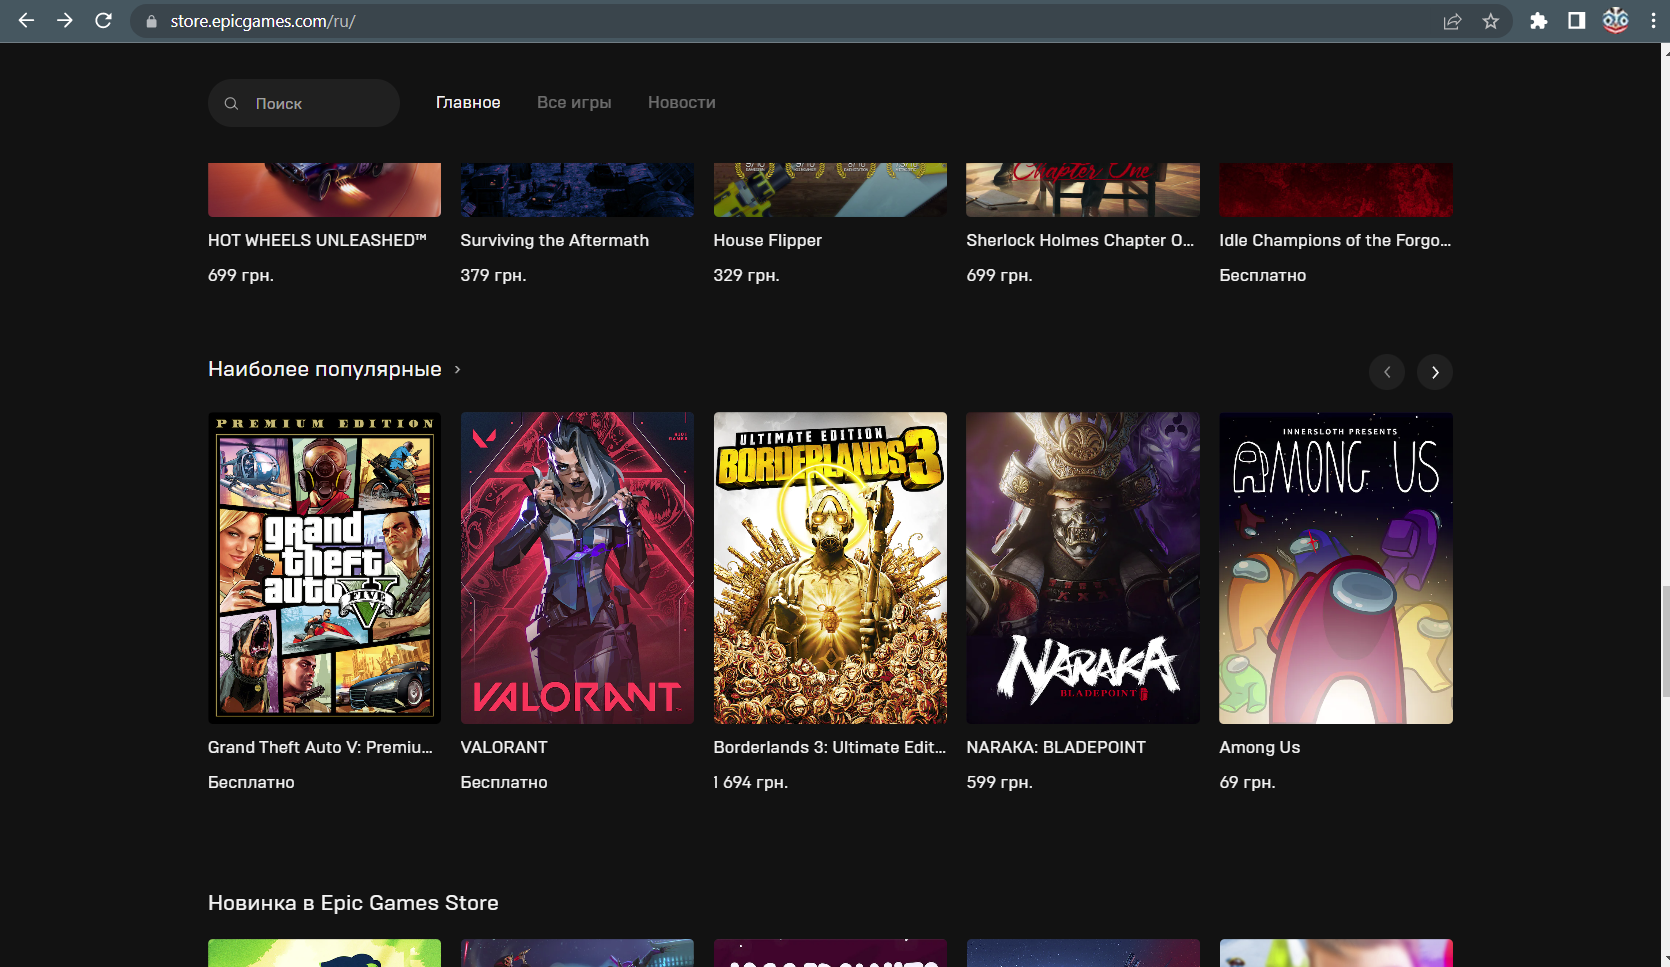 store.epicgames.com/ru/
Поиск
Главное
Все игры
Новости
Chapter One
HOT WHEELS UNLEASHED™
Surviving the Aftermath
House Flipper
Sherlock Holmes Chapter O...
Idle Champions of the Forgo...
699 грн.
379 грн.
329 грн.
699 грн.
Бесплатно
Наиболее популярные
PREMIUM EDITION
grand
theft
auto V
FIVE
RIOT
GAMES
VALORANT
ULTIMATE EDITION
BORDERLANDS 3
NARAKA
BLADEPOINT
INNERSLOTH PRESENTS
AMONG US
Grand Theft Auto V: Premiu...
VALORANT
Borderlands 3: Ultimate Edit...
NARAKA: BLADEPOINT
Among Us
Бесплатно
Бесплатно
1 694 грн.
599 грн.
69 грн.
Новинка в Epic Games Store